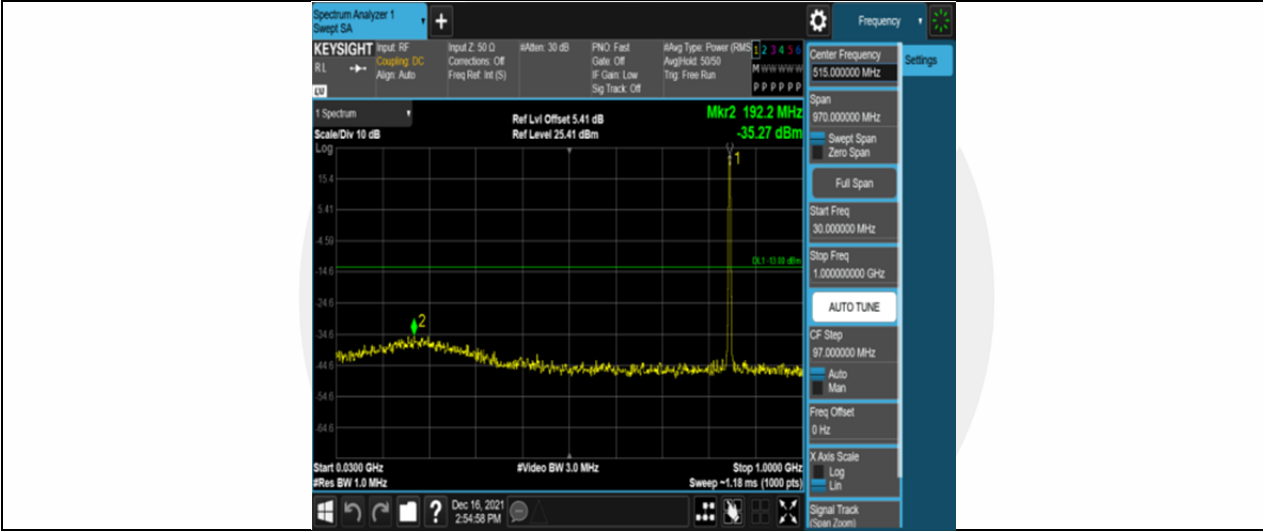 Spectrum Analyzer 1
Swept SA
+
Frequency
KEYSIGHT
RL
Input: RF
Coupling: DC
Align: Auto
Input Z: 50 Ω
Corrections: Off
Freq Ref: Int (S)
#Atten: 30 dB
PNO: Fast
Gate: Off
IF Gain: Low
Sig Track: Off
#Avg Type: Power (RMS
Avg|Hold: 50/50
Trig: Free Run
1 2 3 4 5 6
M W W W W W
P P P P P P
1 Spectrum
Scale/Div 10 dB
Ref Lvl Offset 5.41 dB
Ref Level 25.41 dBm
Mkr2 192.2 MHz
-35.27 dBm
Log
15.4
5.41
-4.59
-14.6
-24.6
-34.6
-44.6
-54.6
-64.6
1
2
DL1 -13.00 dBm
Start 0.0300 GHz
#Res BW 1.0 MHz
#Video BW 3.0 MHz
Stop 1.0000 GHz
Sweep ~1.18 ms (1000 pts)
?
Dec 16, 2021
2:54:58 PM
Center Frequency
515.000000 MHz
Settings
Span
970.000000 MHz
Swept Span
Zero Span
Full Span
Start Freq
30.000000 MHz
Stop Freq
1.000000000 GHz
AUTO TUNE
CF Step
97.000000 MHz
Auto
Man
Freq Offset
0 Hz
X Axis Scale
Log
Lin
Signal Track
(Span Zoom)